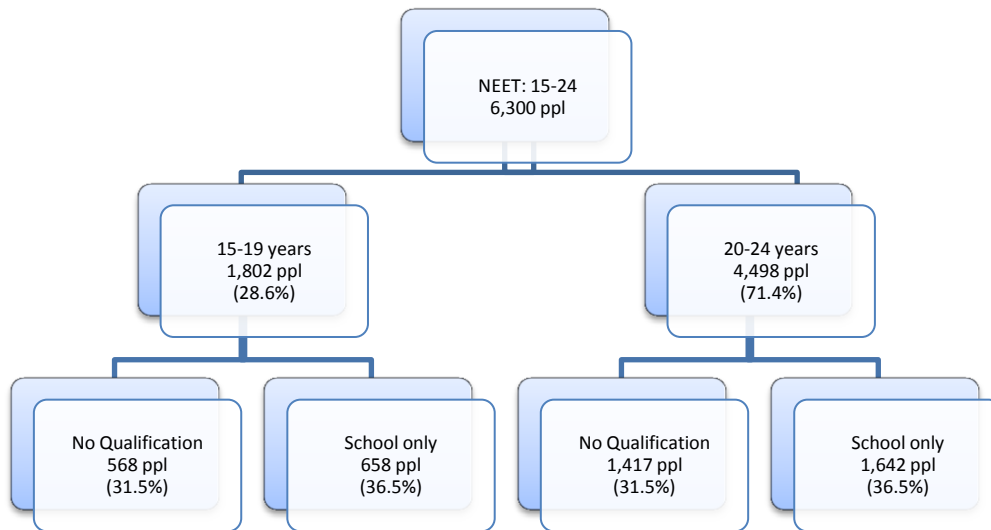 NEET: 15-24
6,300 ppl
15-19 years
1,802 ppl
(28.6%)
20-24 years
4,498 ppl
(71.4%)
No Qualification
568 ppl
(31.5%)
School only
658 ppl
(36.5%)
No Qualification
1,417 ppl
(31.5%)
School only
1,642 ppl
(36.5%)